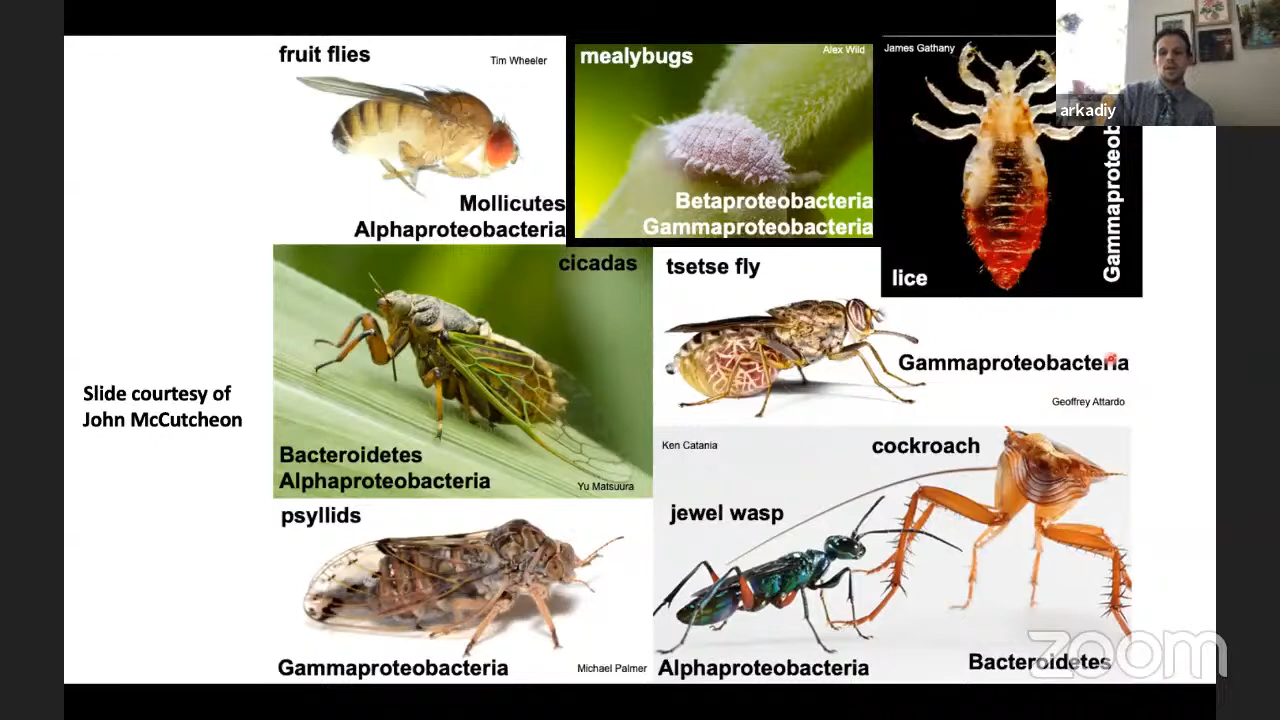 fruit flies
Tim Wheeler
Mollicutes
Alphaproteobacteria
mealybugs
Alex Wild
Betaproteobacteria
Gammaproteobacteria
James Gathany
lice
arkadiy
cicadas
Bacteroidetes
Alphaproteobacteria
Yu Matsuura
tsetse fly
Gammaproteobacteria
Geoffrey Attardo
Slide courtesy of
John McCutcheon
psyllids
Gammaproteobacteria
Michael Palmer
Ken Catania
cockroach
jewel wasp
Alphaproteobacteria
Bacteroidetes
zoom